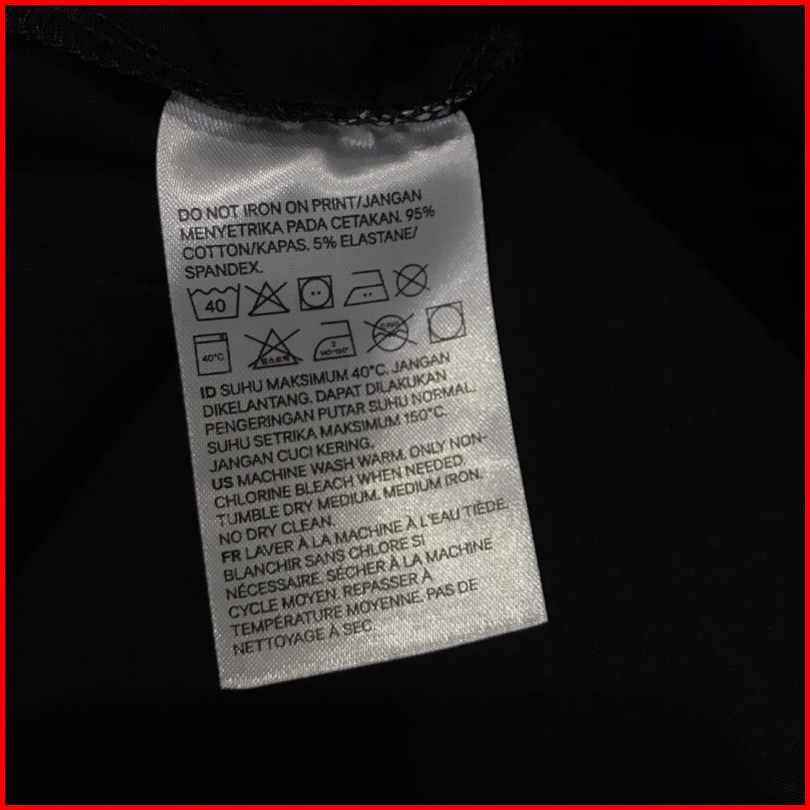 DO NOT IRON ON PRINT/JANGAN
MENYETRIKA PADA CETAKAN. 95%
COTTON/KAPAS. 5% ELASTANE/
SPANDEX.
40
40°C
2
140-160°
ID SUHU MAKSIMUM 40°C. JANGAN
DIKELANTANG. DAPAT DILAKUKAN
PENGERINGAN PUTAR SUHU NORMAL.
SUHU SETRIKA MAKSIMUM 150°C.
JANGAN CUCI KERING.
US MACHINE WASH WARM. ONLY NON-
CHLORINE BLEACH WHEN NEEDED.
TUMBLE DRY MEDIUM. MEDIUM IRON.
NO DRY CLEAN.
FR LAVER À LA MACHINE À L'EAU TIÈDE.
BLANCHIR SANS CHLORE SI
NÉCESSAIRE. SÉCHER À LA MACHINE
CYCLE MOYEN. REPASSER À
TEMPÉRATURE MOYENNE. PAS DE
NETTOYAGE À SEC.